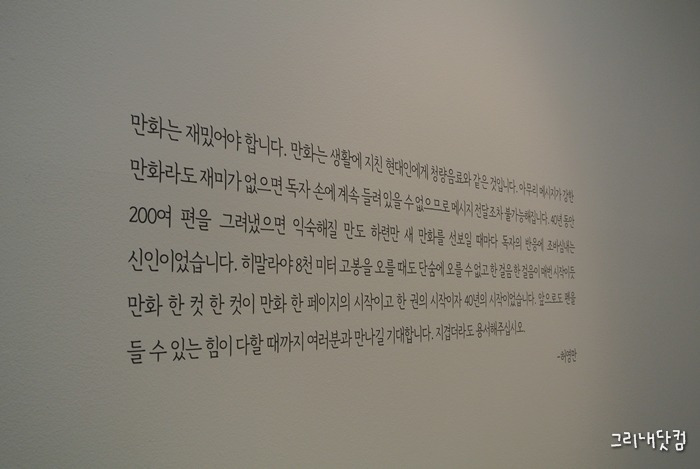 만화는 재밌어야 합니다. 만화는 생활에 지친 현대인에게 청량음료와 같은 것입니다. 아무리 메시지가 강한
만화라도 재미가 없으면 독자 손에 계속 들려 있을 수 없으므로 메시지 전달조차 불가능해집니다. 40년 동안
200여 편을 그려냈으면 익숙해질 만도 하련만 새 만화를 선보일 때마다 독자의 반응에 조바심내는
신인이었습니다. 히말라야 8천 미터 고봉을 오를 때도 단숨에 오를 수 없고 한 걸음 한 걸음이 매번 시작이듯
만화 한 컷 한 컷이 만화 한 페이지의 시작이고 한 권의 시작이자 40년의 시작이었습니다. 앞으로도 펜을
들 수 있는 힘이 다할 때까지 여러분과 만나길 기대합니다. 지겹더라도 용서해주십시오.
-허영만
그리내닷컴